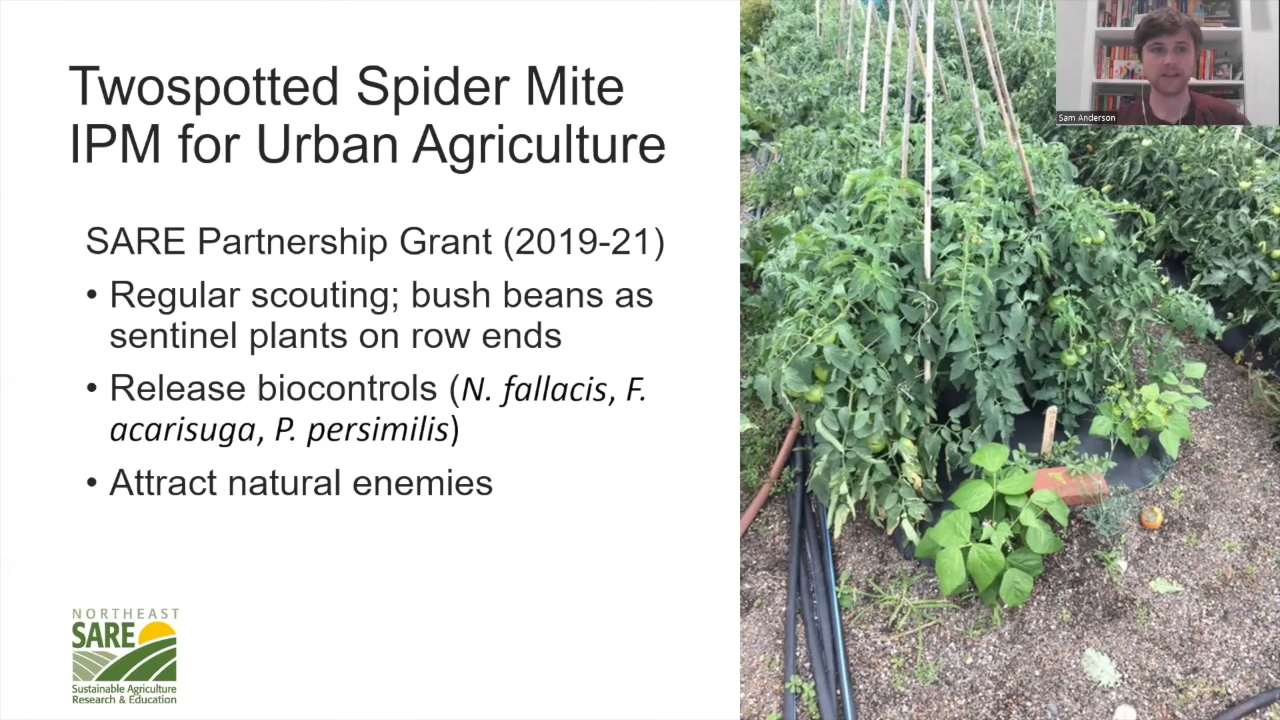 Twospotted Spider Mite
IPM for Urban Agriculture
SARE Partnership Grant (2019-21)
• Regular scouting; bush beans as
sentinel plants on row ends
• Release biocontrols (N. fallacis, F.
acarisuga, P. persimilis)
• Attract natural enemies
NORTHEAST
SARE
Sustainable Agriculture
Research & Education
Sam Anderson